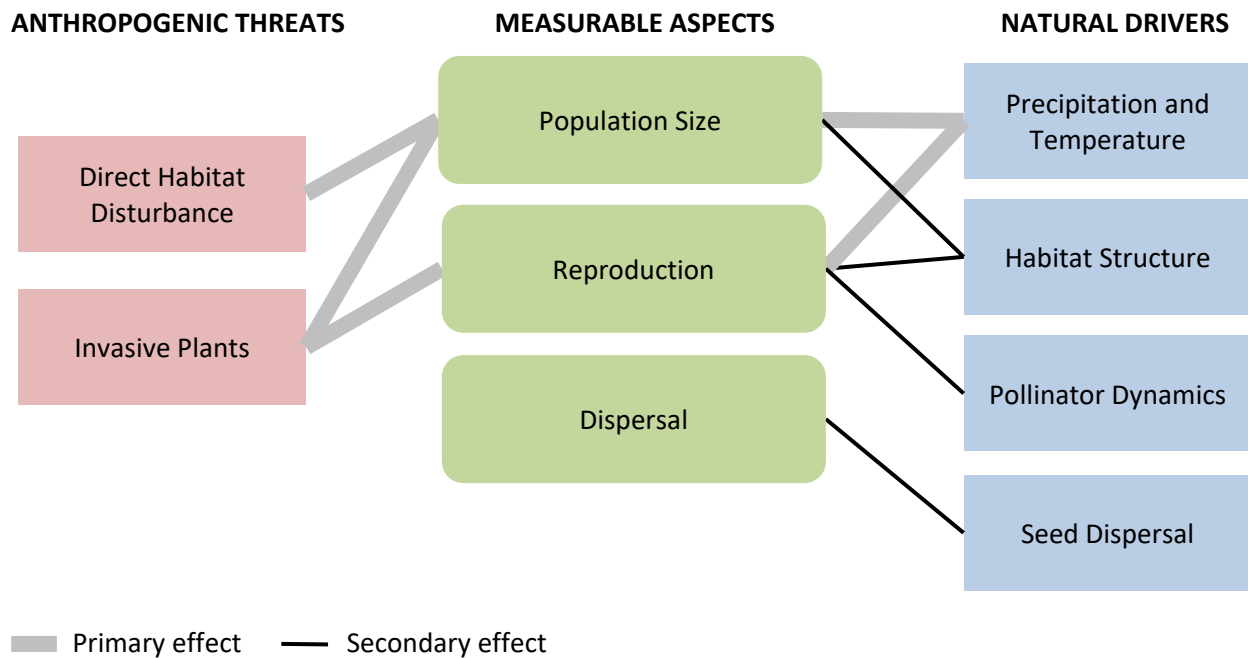 ANTHROPOGENIC THREATS
MEASURABLE ASPECTS
NATURAL DRIVERS
Direct Habitat
Disturbance
Invasive Plants
Population Size
Reproduction
Dispersal
Precipitation and
Temperature
Habitat Structure
Pollinator Dynamics
Seed Dispersal
Primary effect
Secondary effect